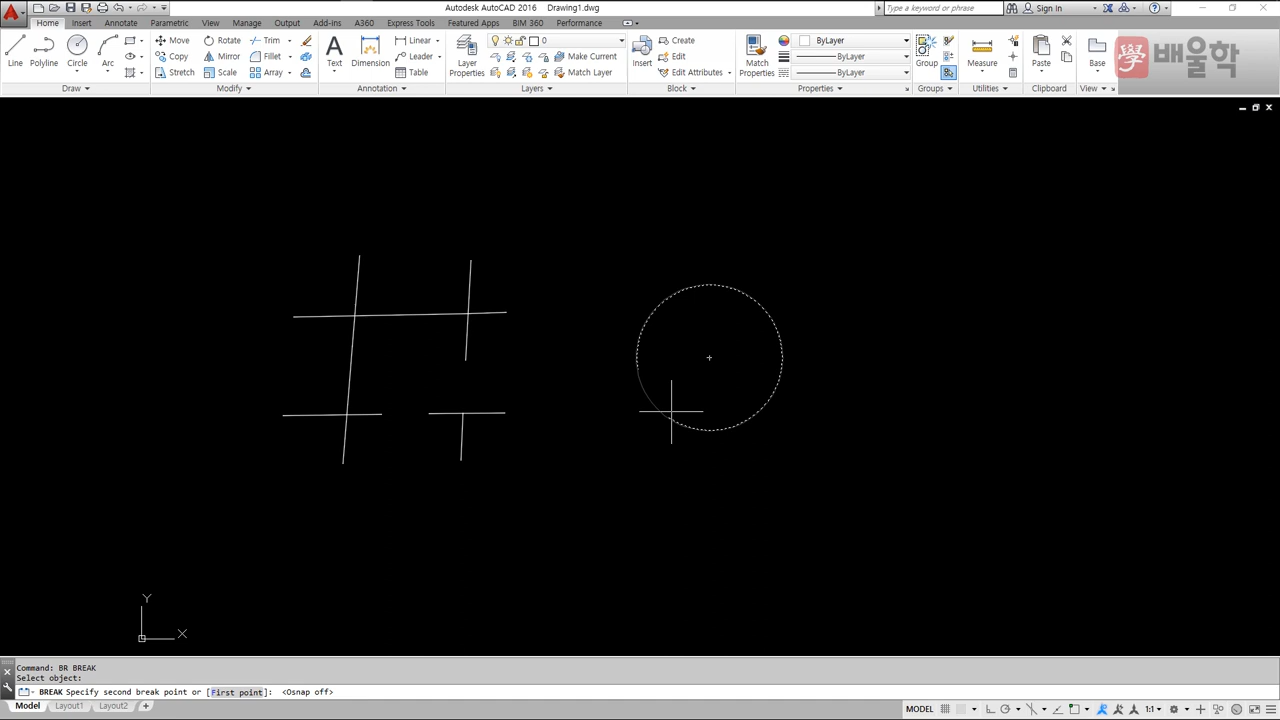 Autodesk AutoCAD 2016 Drawing1.dwg
Type a keyword or phrase
Sign In
Home Insert Annotate Parametric View Manage Output Add-ins A360 Express Tools Featured Apps BIM 360 Performance
Line
Polyline
Circle
Arc
Move
Rotate
Trim
Copy
Mirror
Fillet
Stretch
Scale
Array
Text
Dimension
Linear
Leader
Table
Layer
Properties
0
Make Current
Match Layer
Insert
Create
Edit
Edit Attributes
Match
Properties
ByLayer
ByLayer
ByLayer
Group
Measure
Paste
Base
學 배울학
Draw Modify Annotation Layers Block Properties Groups Utilities Clipboard View
Y
X
Command: BR BREAK
Select object:
BREAK Specify second break point or [First point]: <Osnap off>
Model Layout1 Layout2 +
MODEL
1:1